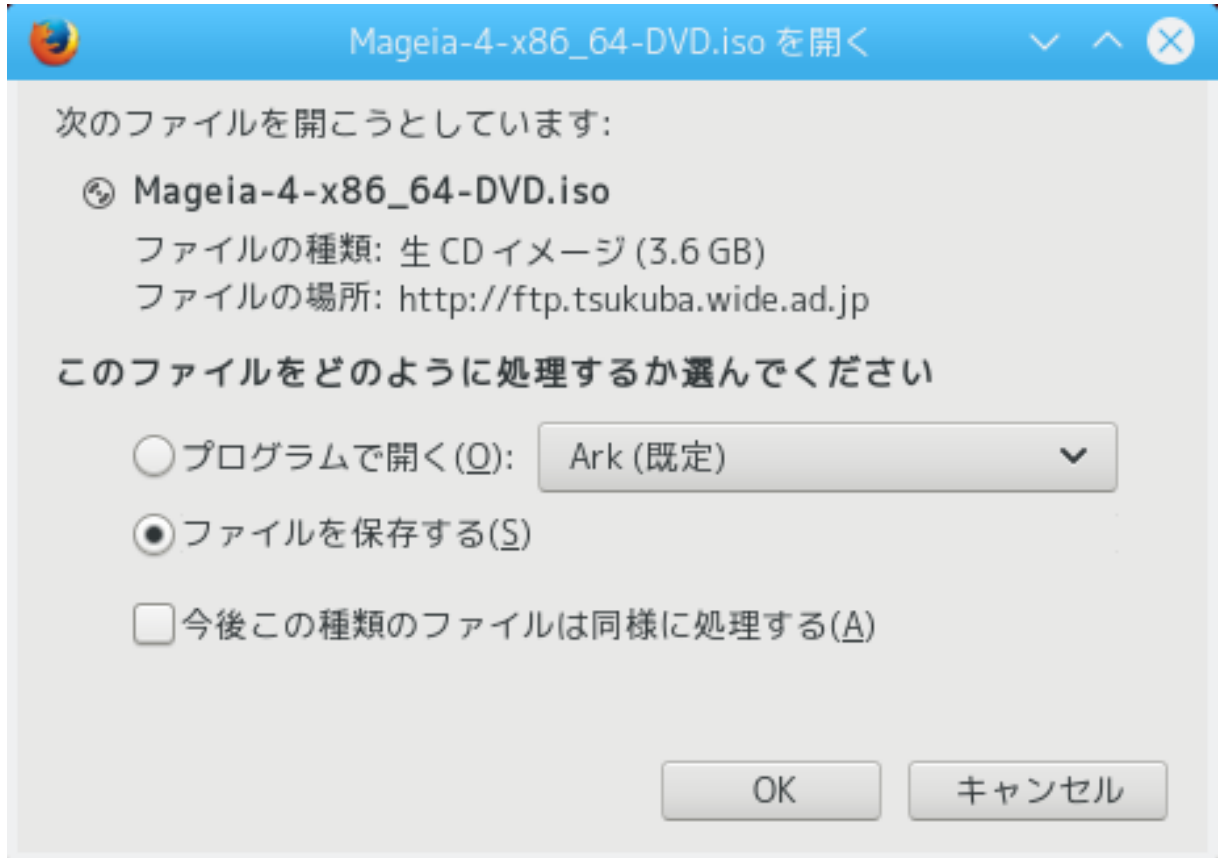 Mageia-4-x86_64-DVD.iso を開く
次のファイルを開こうとしています:
Mageia-4-x86_64-DVD.iso
ファイルの種類: 生 CD イメージ (3.6 GB)
ファイルの場所: http://ftp.tsukuba.wide.ad.jp
このファイルをどのように処理するか選んでください
プログラムで開く(O): Ark (既定)
ファイルを保存する(S)
今後この種類のファイルは同様に処理する(A)
OK キャンセル